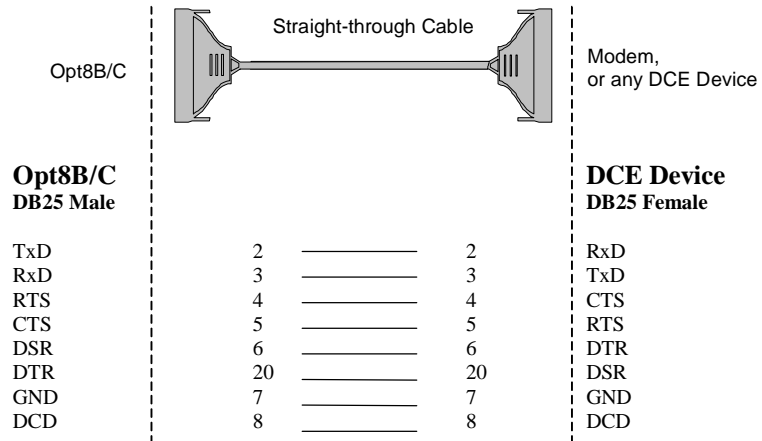 Straight-through Cable
Opt8B/C
Modem,
or any DCE Device
Opt8B/C DCE Device
DB25 Male DB25 Female
TxD 2 2 RxD
RxD 3 3 TxD
RTS 4 4 CTS
CTS 5 5 RTS
DSR 6 6 DTR
DTR 20 20 DSR
GND 7 7 GND
DCD 8 8 DCD